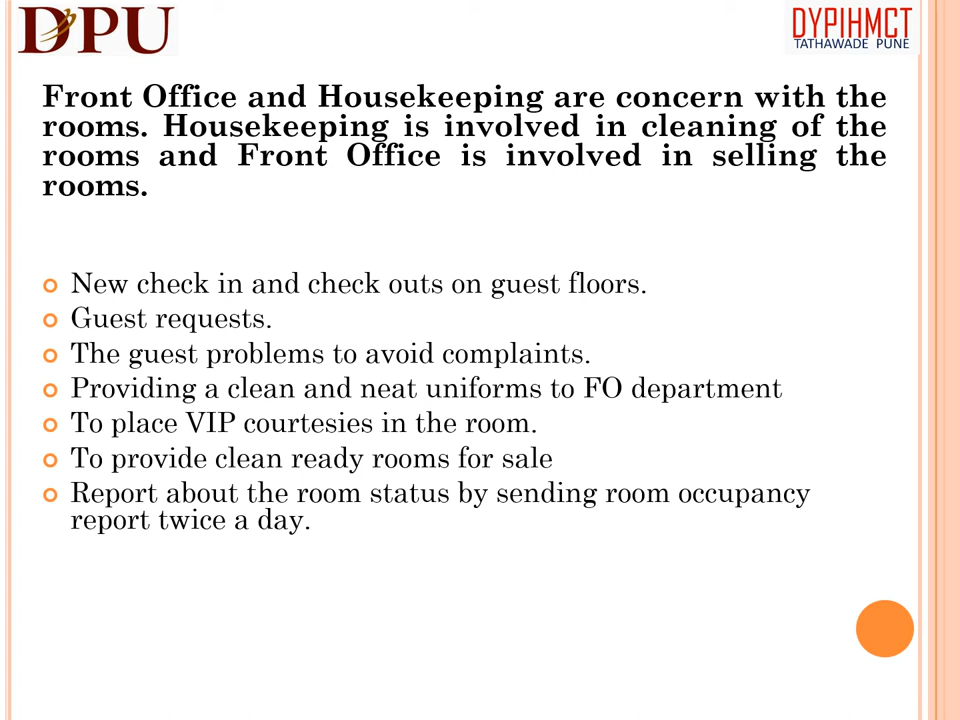 DPU
DYPIHMCT
TATHAWADE PUNE
Front Office and Housekeeping are concern with the
rooms. Housekeeping is involved in cleaning of the
rooms and Front Office is involved in selling the
rooms.
New check in and check outs on guest floors.
Guest requests.
The guest problems to avoid complaints.
Providing a clean and neat uniforms to FO department
To place VIP courtesies in the room.
To provide clean ready rooms for sale
Report about the room status by sending room occupancy
report twice a day.